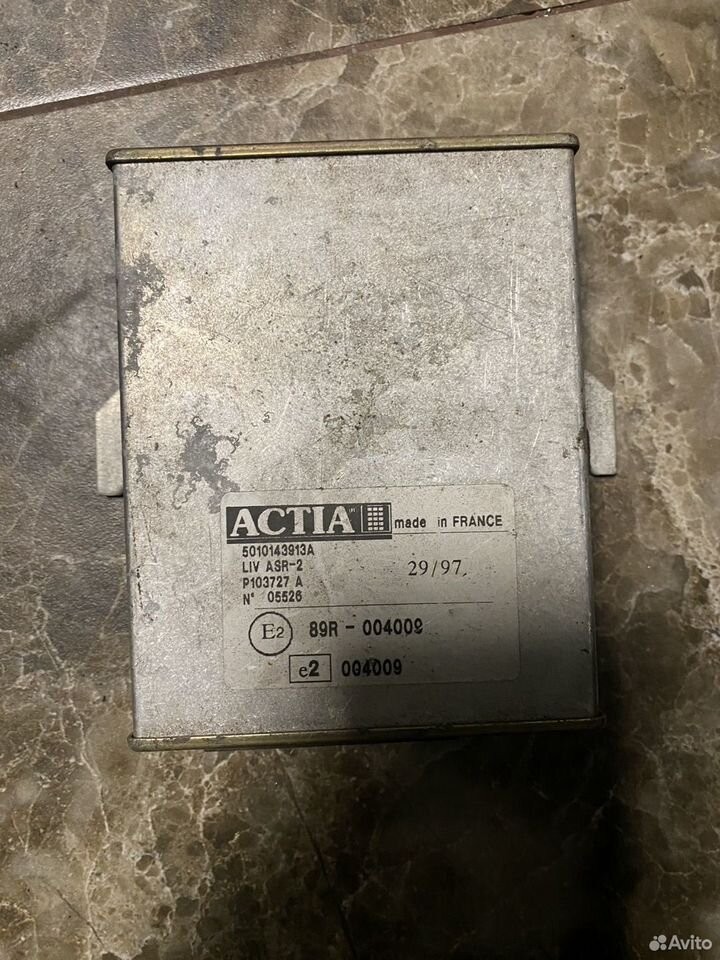 ACTIA made in FRANCE
5010143913A
LIV ASR-2
29/97
P103727 A
N° 05526
E2 89R - 004009
e2 004009
Avito